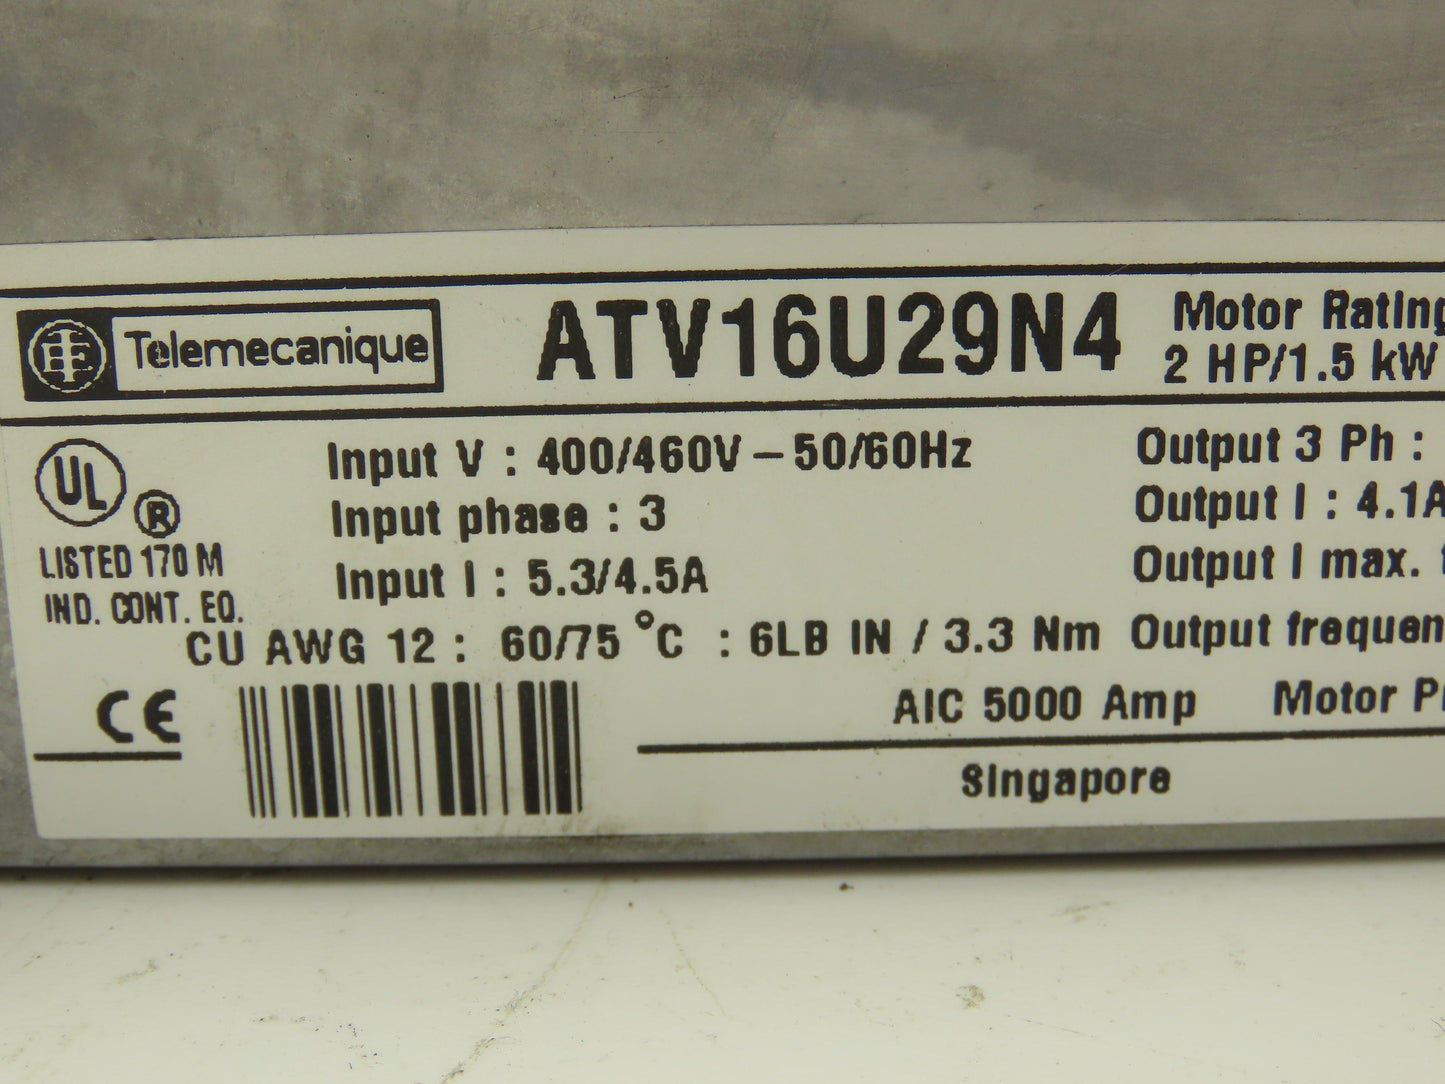 Telemecanique
ATV16U29N4
Motor Rating
2 HP/1.5 kW
UL
®
LISTED 170 M
IND. CONT. EQ.
Input V : 400/460V – 50/60Hz
Input phase : 3
Input I : 5.3/4.5A
CU AWG 12 : 60/75 °C : 6LB IN / 3.3 Nm
Output 3 Ph :
Output I : 4.1A
Output I max.
Output
AIC 5000 Amp
Motor
CE
Singapore